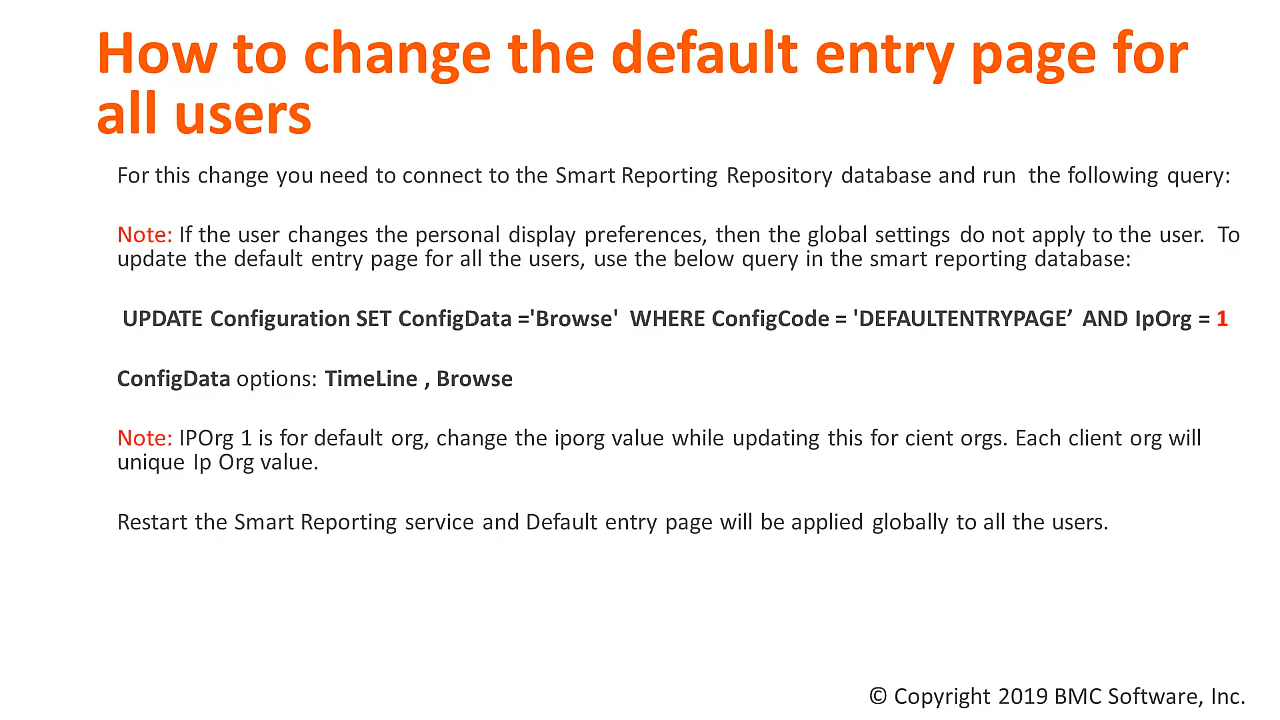 How to change the default entry page for
all users
For this change you need to connect to the Smart Reporting Repository database and run the following query:
Note: If the user changes the personal display preferences, then the global settings do not apply to the user. To
update the default entry page for all the users, use the below query in the smart reporting database:
UPDATE Configuration SET ConfigData ='Browse' WHERE ConfigCode = 'DEFAULTENTRYPAGE’ AND IpOrg = 1
ConfigData options: TimeLine , Browse
Note: IPOrg 1 is for default org, change the iporg value while updating this for cient orgs. Each client org will
unique Ip Org value.
Restart the Smart Reporting service and Default entry page will be applied globally to all the users.
© Copyright 2019 BMC Software, Inc.